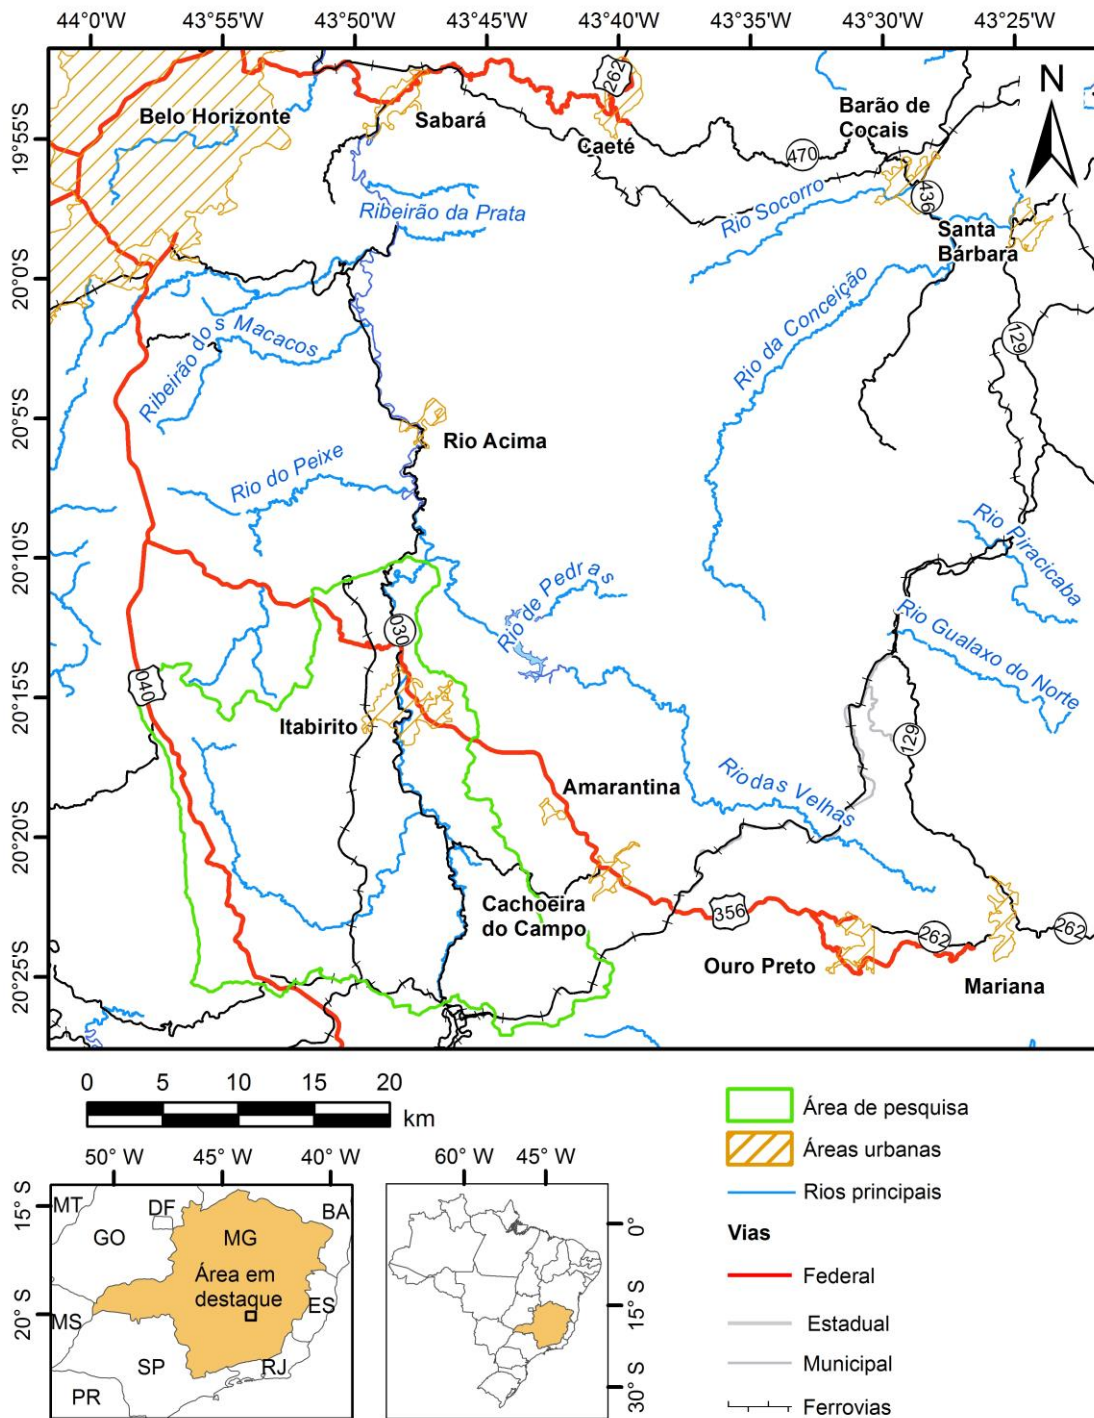 44°0'W 43°55'W 43°50'W 43°45'W 43°40'W 43°35'W 43°30'W 43°25'W
N
19°55'S
20°0'S
20°5'S
20°10'S
20°15'S
20°20'S
20°25'S
Belo Horizonte
Sabará
262
Caeté
Barão de
Cocais
470
436
Ribeirão da Prata
Rio Socorro
Santa
Bárbara
Rio da Conceição
Ribeirão dos Macacos
129
Rio Acima
Rio do Peixe
Rio Piracicaba
Rio de Pedras
Rio Gualaxo do Norte
030
040
Itabirito
129
Amarantina
Rio das Velhas
Cachoeira
do Campo
356
262
262
Ouro Preto
Mariana
0 5 10 15 20
km
50° W 45° W 40° W
15° S
20° S
MT
DF
BA
GO
MG
Área em
destaque
ES
MS
SP
RJ
PR
60° W 45° W
0°
15° S
30° S
Área de pesquisa
Áreas urbanas
Rios principais
Vias
Federal
Estadual
Municipal
Ferrovias